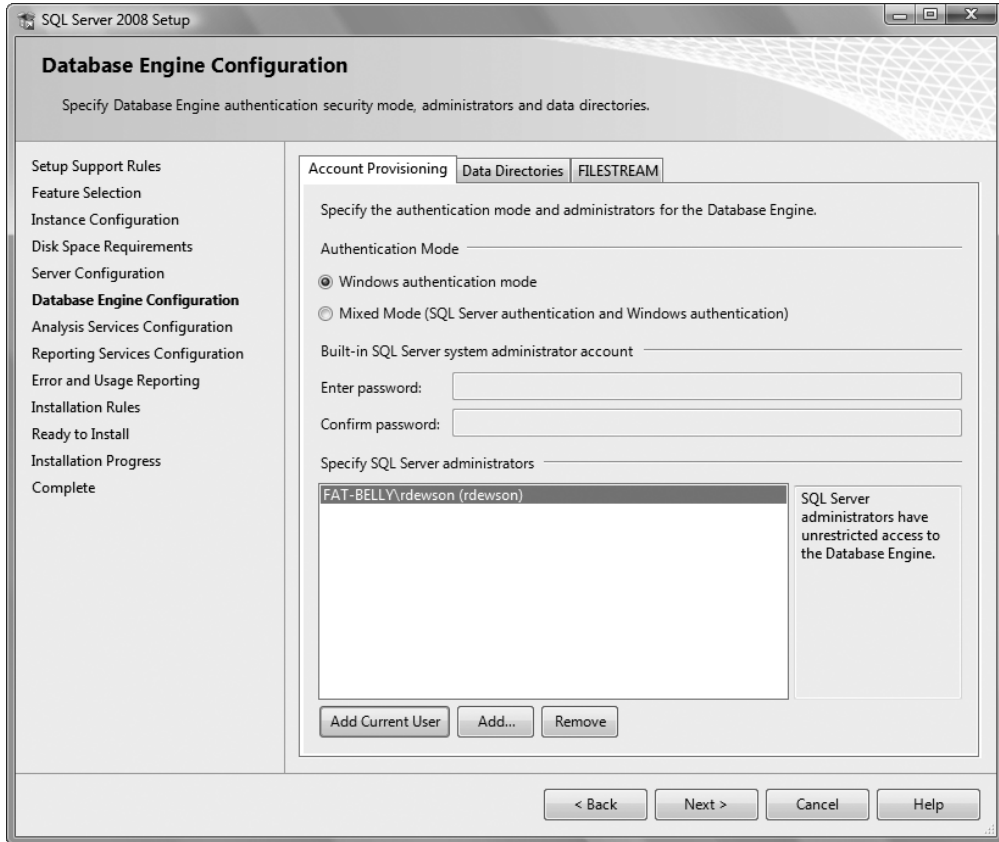 SQL Server 2008 Setup
Database Engine Configuration
Specify Database Engine authentication security mode, administrators and data directories.
Setup Support Rules
Feature Selection
Instance Configuration
Disk Space Requirements
Server Configuration
Database Engine Configuration
Analysis Services Configuration
Reporting Services Configuration
Error and Usage Reporting
Installation Rules
Ready to Install
Installation Progress
Complete
Account Provisioning
Data Directories
FILESTREAM
Specify the authentication mode and administrators for the Database Engine.
Authentication Mode
Windows authentication mode
Mixed Mode (SQL Server authentication and Windows authentication)
Built-in SQL Server system administrator account
Enter password:
Confirm password:
Specify SQL Server administrators
FAT-BELLY\rdewson (rdewson)
SQL Server
administrators have
unrestricted access to
the Database Engine.
Add Current User
Add...
Remove
< Back
Next >
Cancel
Help